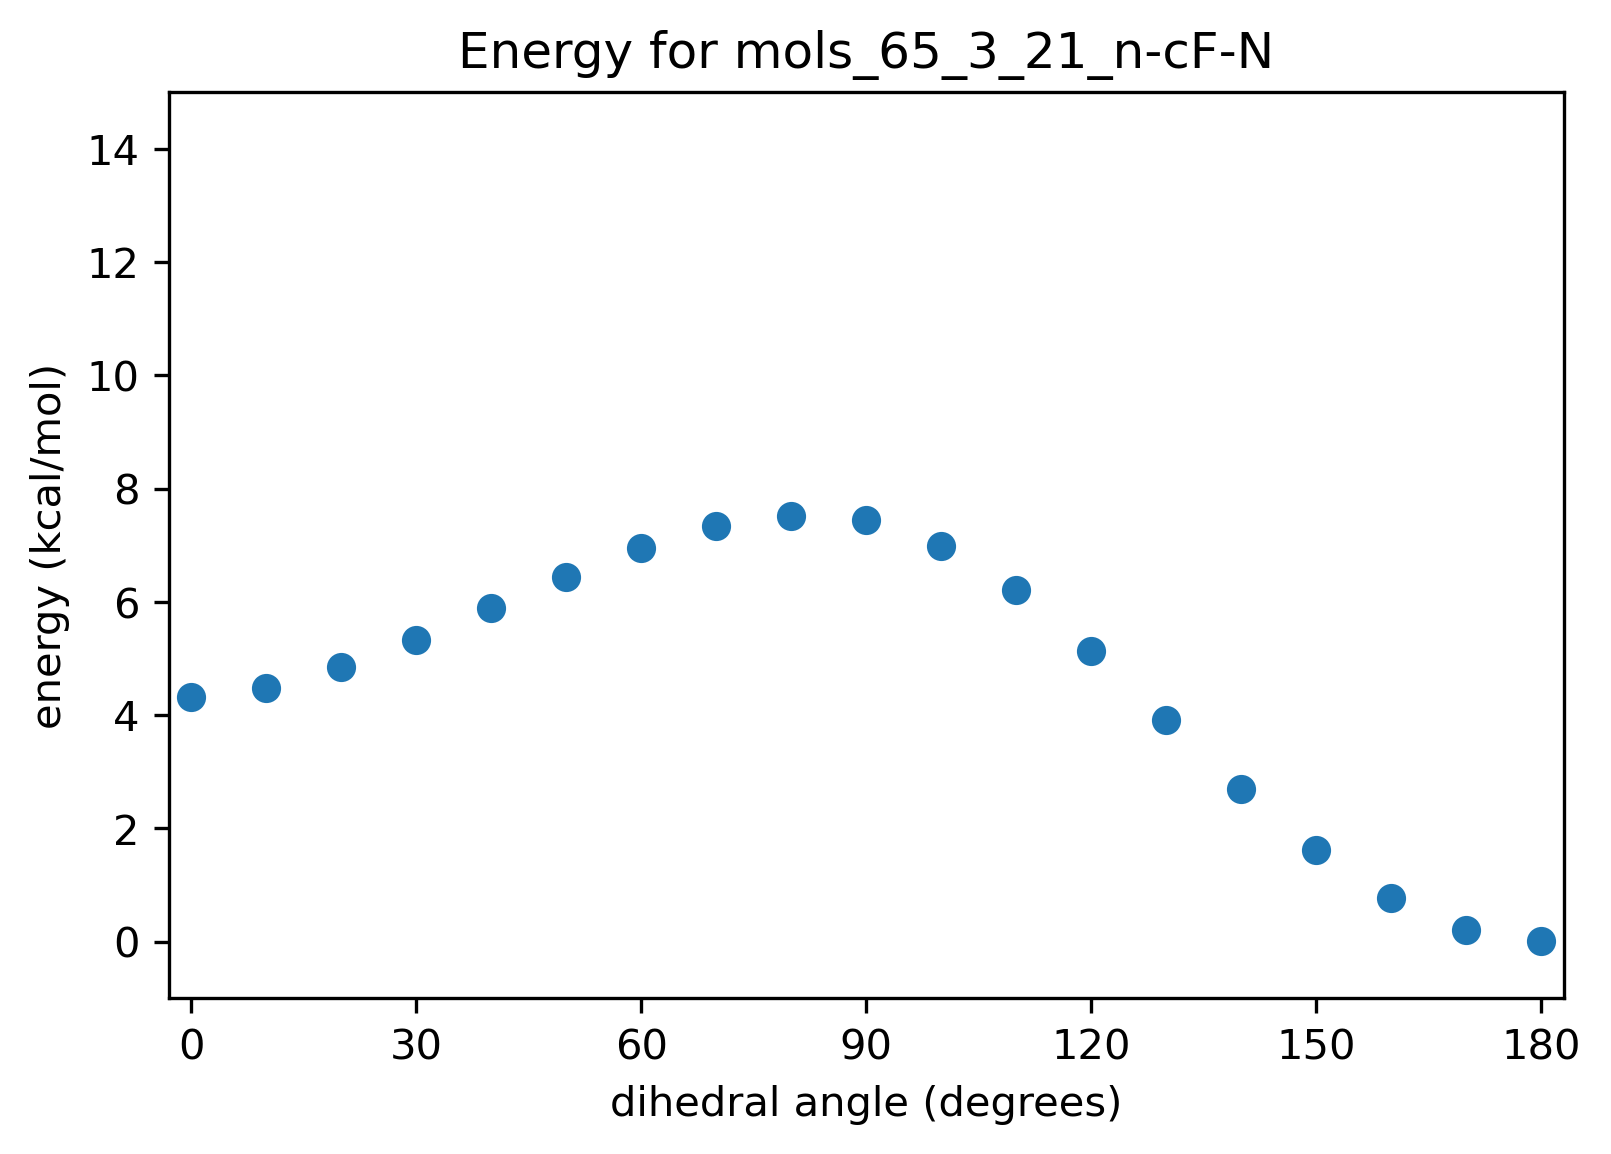 Energy for mols_65_3_21_n-cF-N
14
12
10
8
6
4
2
0
energy (kcal/mol)
0 30 60 90 120 150 180
dihedral angle (degrees)